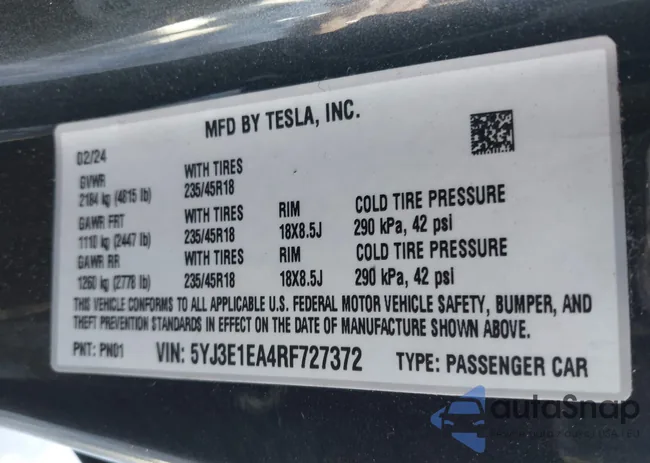 MFD BY TESLA, INC.
02/24
GVWR WITH TIRES
2184 kg (4815 lb) 235/45R18
GAWR FRT WITH TIRES RIM COLD TIRE PRESSURE
1110 kg (2447 lb) 235/45R18 18X8.5J 290 kPa, 42 psi
GAWR RR WITH TIRES RIM COLD TIRE PRESSURE
1260 kg (2778 lb) 235/45R18 18X8.5J 290 kPa, 42 psi
THIS VEHICLE CONFORMS TO ALL APPLICABLE U.S. FEDERAL MOTOR VEHICLE SAFETY, BUMPER, AND
THEFT PREVENTION STANDARDS IN EFFECT ON THE DATE OF MANUFACTURE SHOWN ABOVE.
PNT: PN01 VIN: 5YJ3E1EA4RF727372 TYPE: PASSENGER CAR
autoSnap